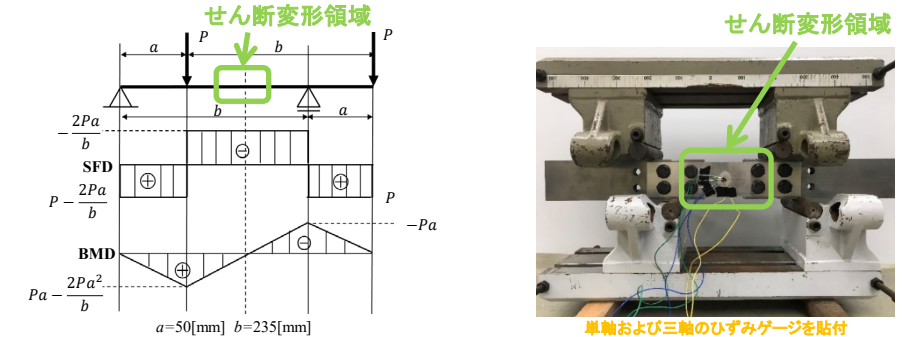 せん断変形領域
P
P
a
b
b
a
-2Pa/b
SFD
P - 2Pa/b
P
-Pa
BMD
Pa - 2Pa²/b
a=50[mm] b=235[mm]
せん断変形領域
単軸および三軸のひずみゲージを貼付